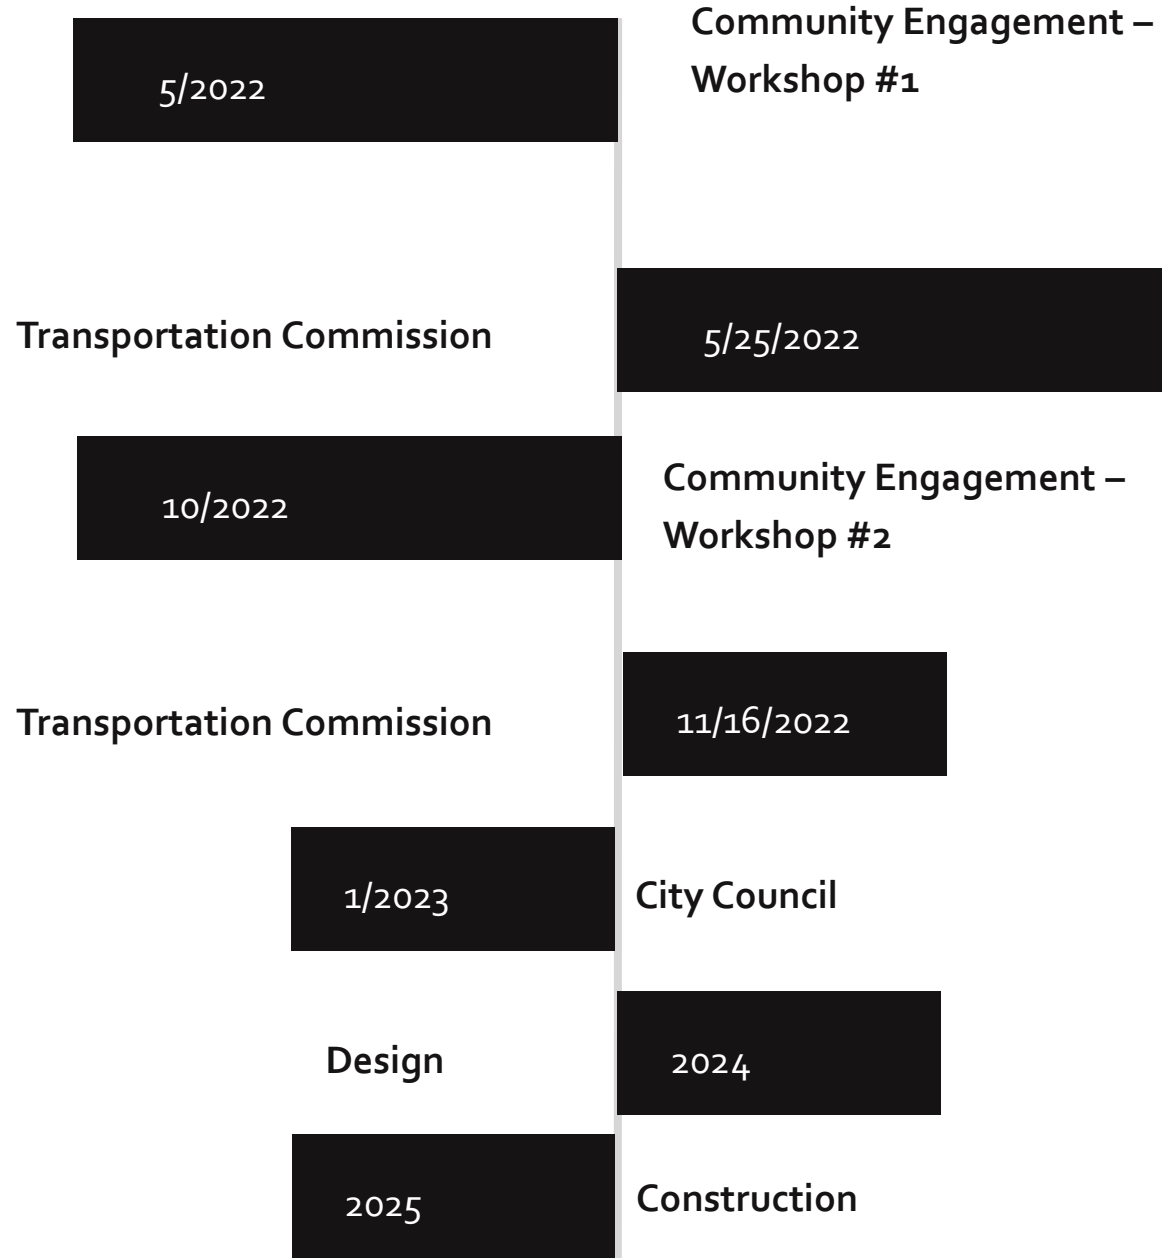 Community Engagement –
Workshop #1
5/2022
Transportation Commission
5/25/2022
Community Engagement –
Workshop #2
10/2022
Transportation Commission
11/16/2022
1/2023
City Council
Design
2024
2025
Construction